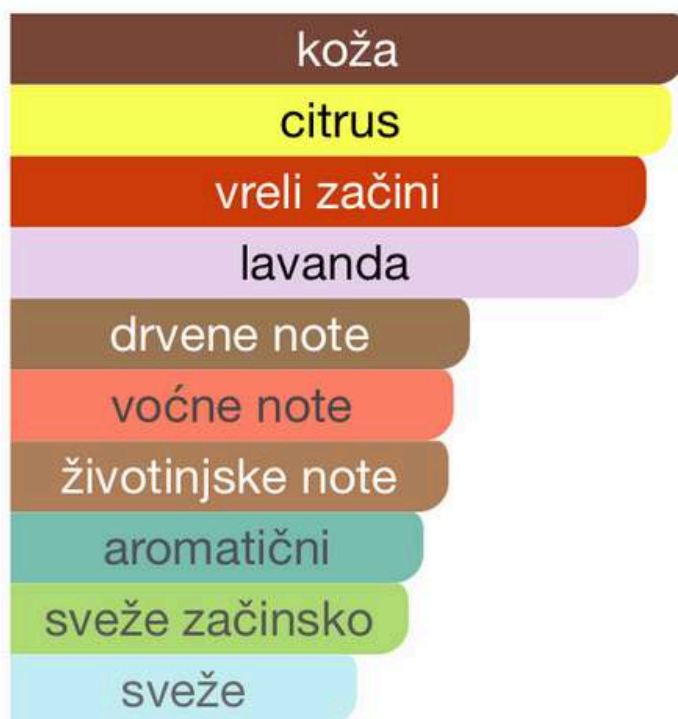 koža
citrus
vreli začini
lavanda
drvene note
voćne note
životinjske note
aromatični
sveže začinsko
sveže